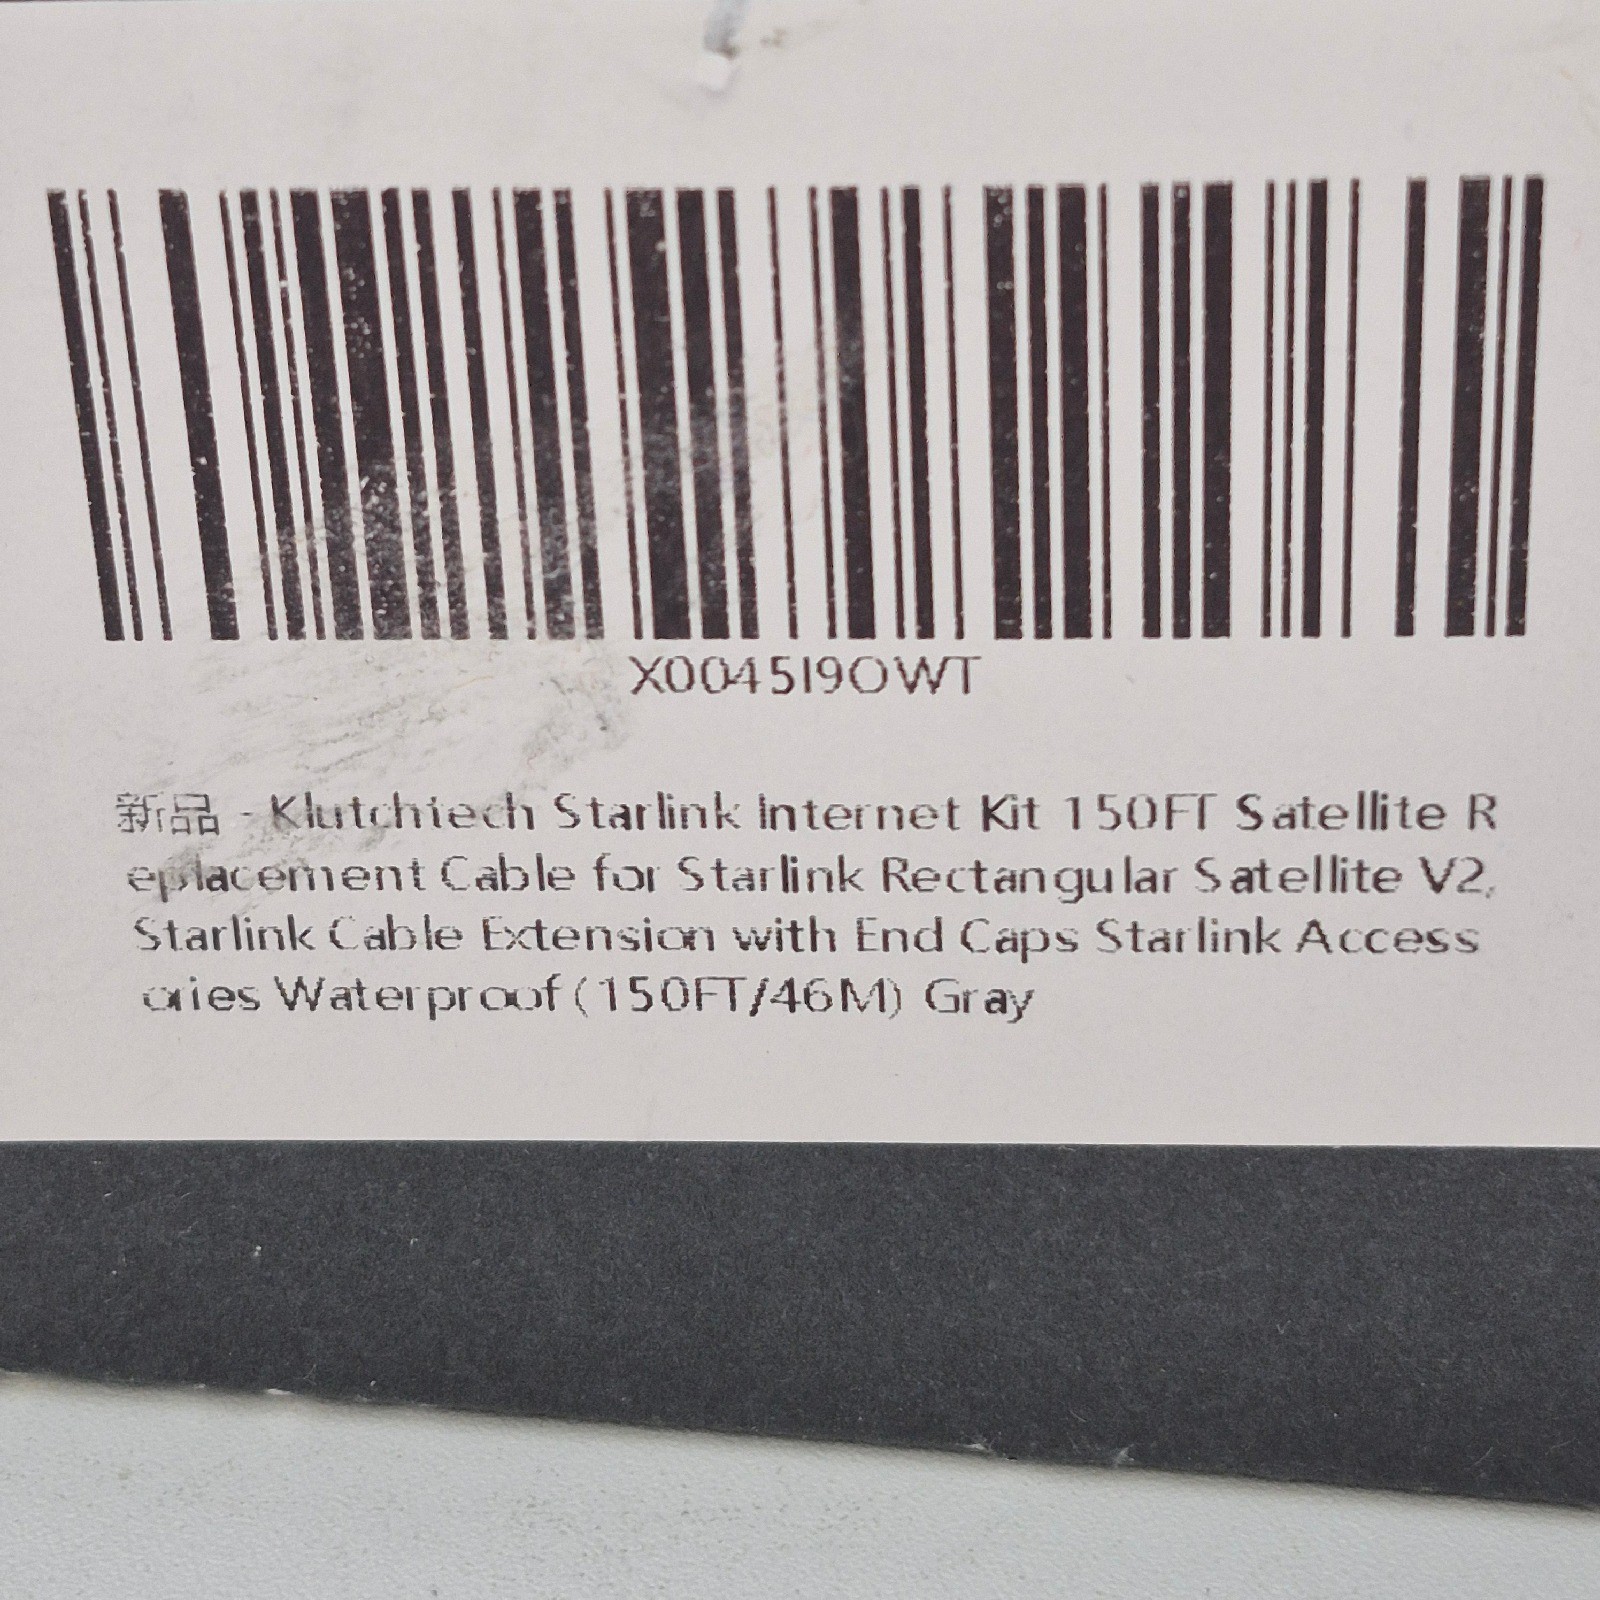 X0045I9OWT
新品 - Klutchtech Starlink Internet Kit 150FT Satellite R
eplacement Cable for Starlink Rectangular Satellite V2,
Starlink Cable Extension with End Caps Starlink Access
ories Waterproof (150FT/46M) Gray